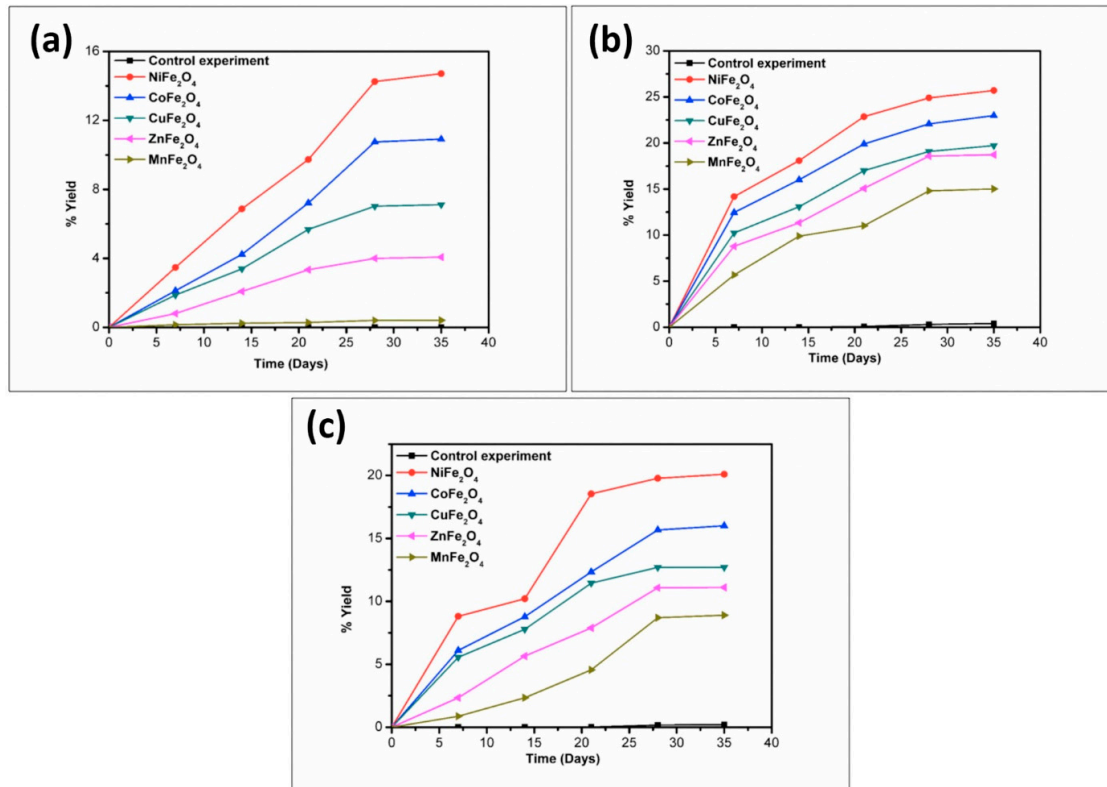 (a)
16
12
8
4
0
% Yield
Control experiment
NiFe₂O₄
CoFe₂O₄
CuFe₂O₄
ZnFe₂O₄
MnFe₂O₄
0 5 10 15 20 25 30 35 40
Time (Days)
(b)
30
25
20
15
10
5
0
% Yield
Control experiment
NiFe₂O₄
CoFe₂O₄
CuFe₂O₄
ZnFe₂O₄
MnFe₂O₄
0 5 10 15 20 25 30 35 40
Time (Days)
(c)
20
15
10
5
0
% Yield
Control experiment
NiFe₂O₄
CoFe₂O₄
CuFe₂O₄
ZnFe₂O₄
MnFe₂O₄
0 5 10 15 20 25 30 35 40
Time (Days)